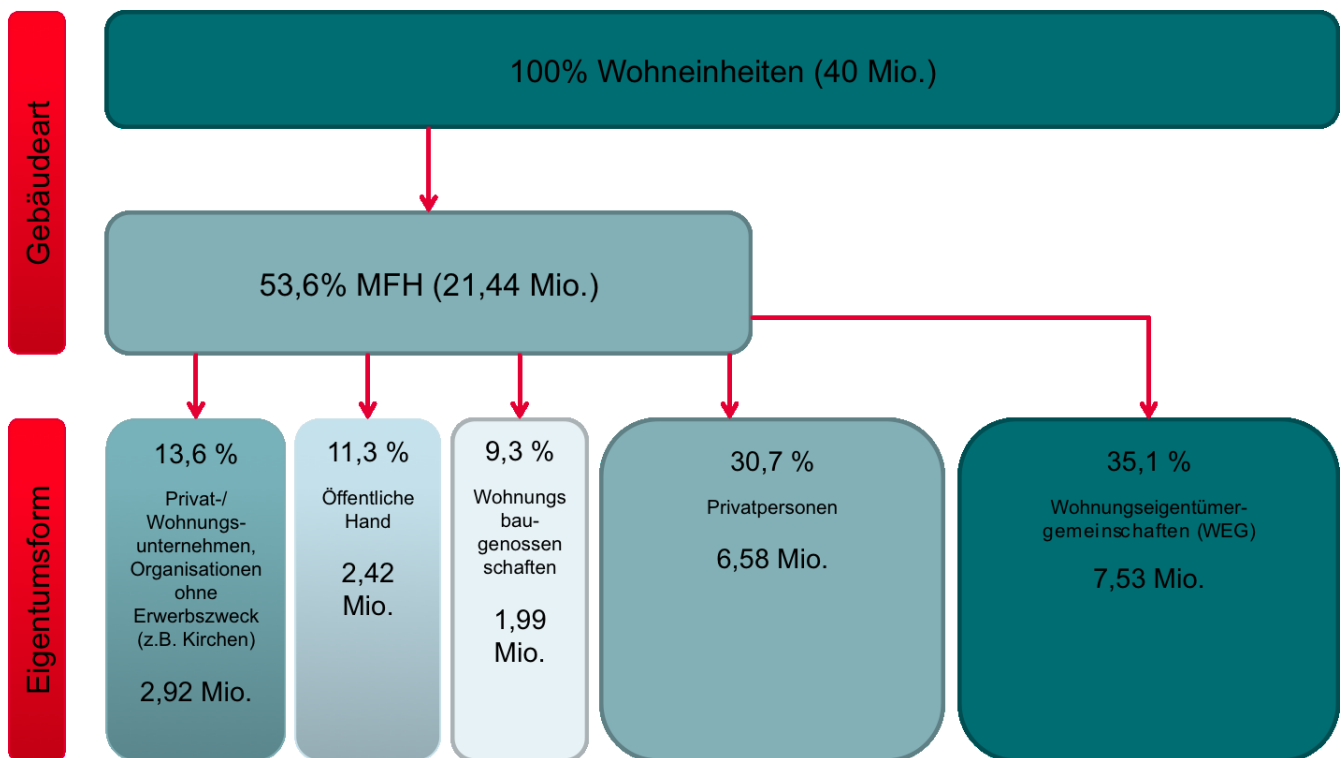 Gebäudeart
100% Wohneinheiten (40 Mio.)
53,6% MFH (21,44 Mio.)
Eigentumsform
13,6 %
Privat-/
Wohnungs-
unternehmen,
Organisationen
ohne
Erwerbszweck
(z.B. Kirchen)
2,92 Mio.
11,3 %
Öffentliche
Hand
2,42
Mio.
9,3 %
Wohnungs
bau-
genossen
schaften
1,99
Mio.
30,7 %
Privatpersonen
6,58 Mio.
35,1 %
Wohnungseigentümer-
gemeinschaften (WEG)
7,53 Mio.